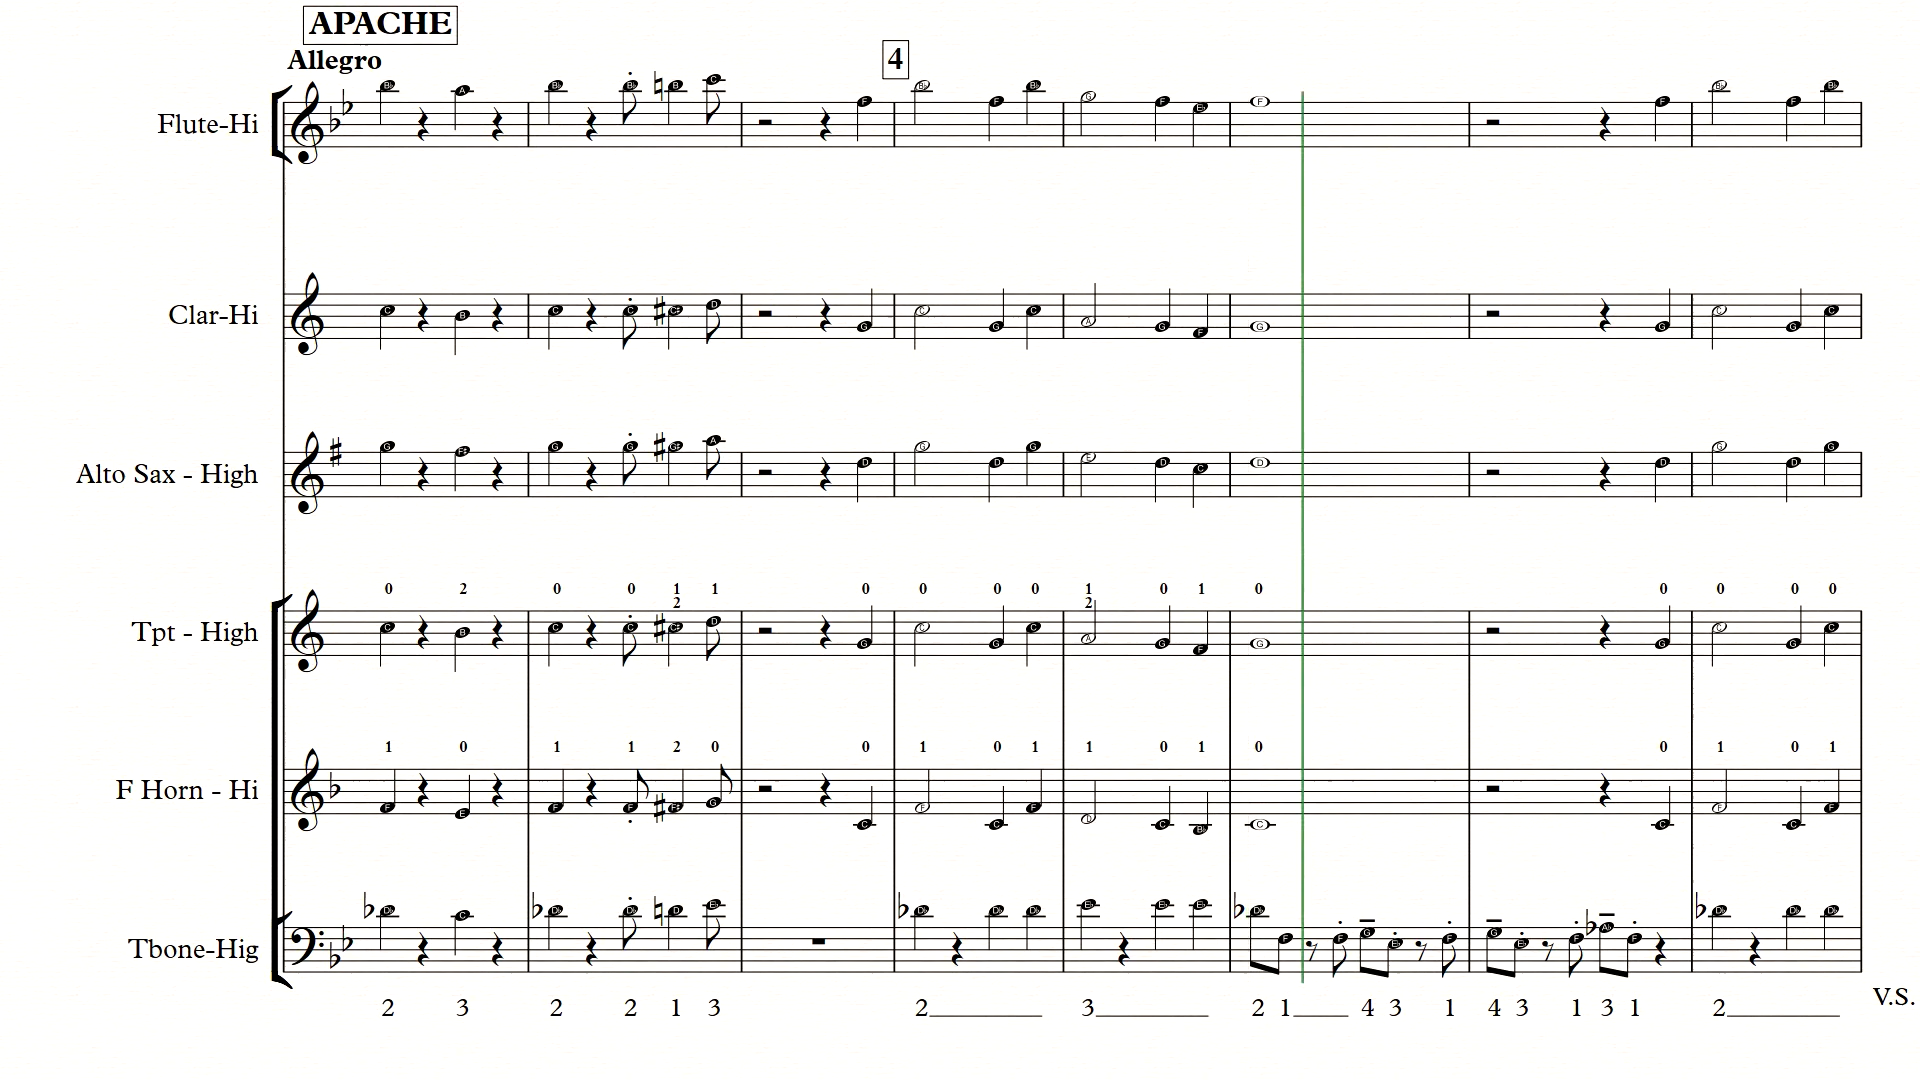 APACHE
Allegro
4
Flute-Hi
Clar-Hi
Alto Sax - High
0 2 0 0 1 1 0 0 0 0 1 0 1 0 0 0 0 0
2 2
Tpt - High
1 0 1 1 2 0 0 1 0 1 1 0 1 0 0 1 0 1
F Horn - Hi
Tbone-Hig
V.S.
2 3 2 2 1 3 2 3 2 1 4 3 1 4 3 1 3 1 2